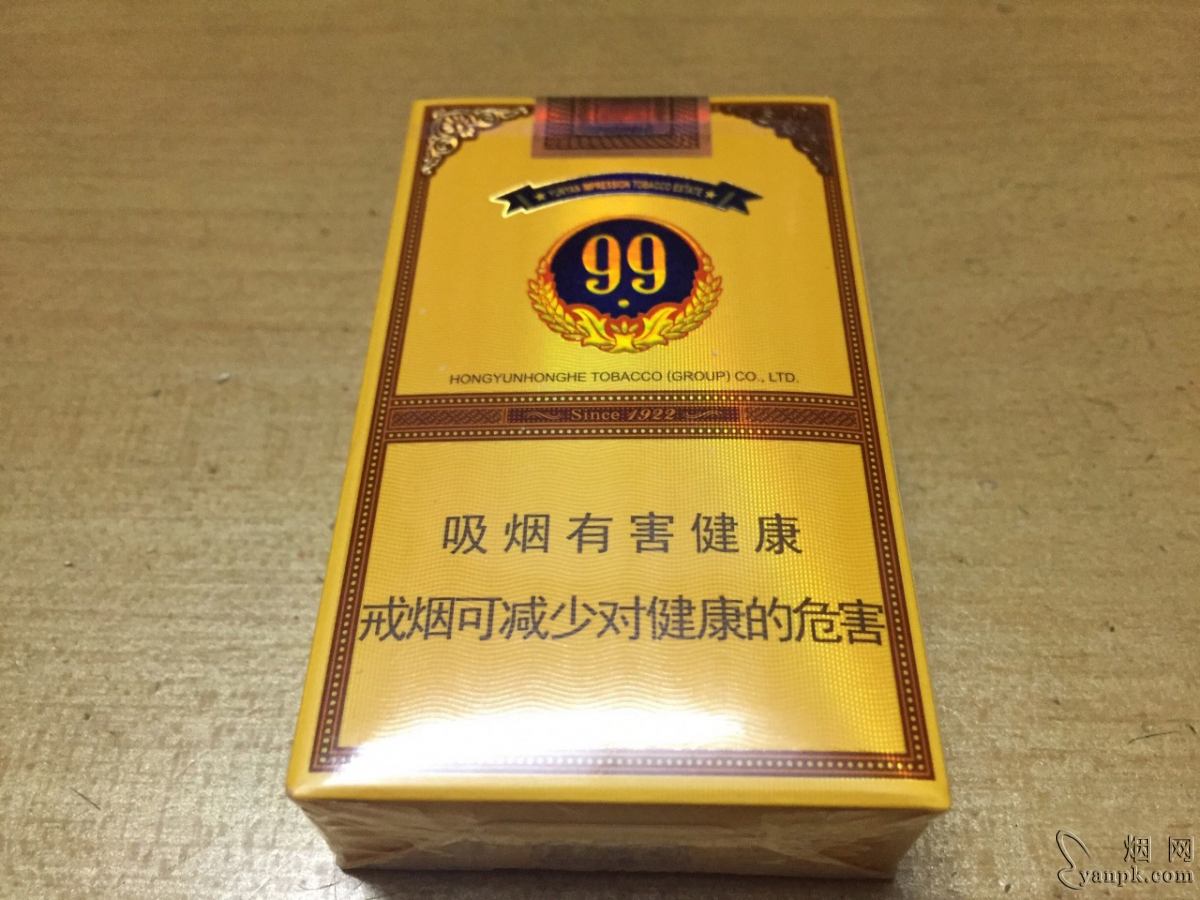 ★ YUNYAN IMPRESSION TOBACCO ESTATE ★
99
HONGYUNHONGHE TOBACCO (GROUP) CO., LTD.
Since 1922
吸烟有害健康
戒烟可减少对健康的危害
烟网
yanpk.com